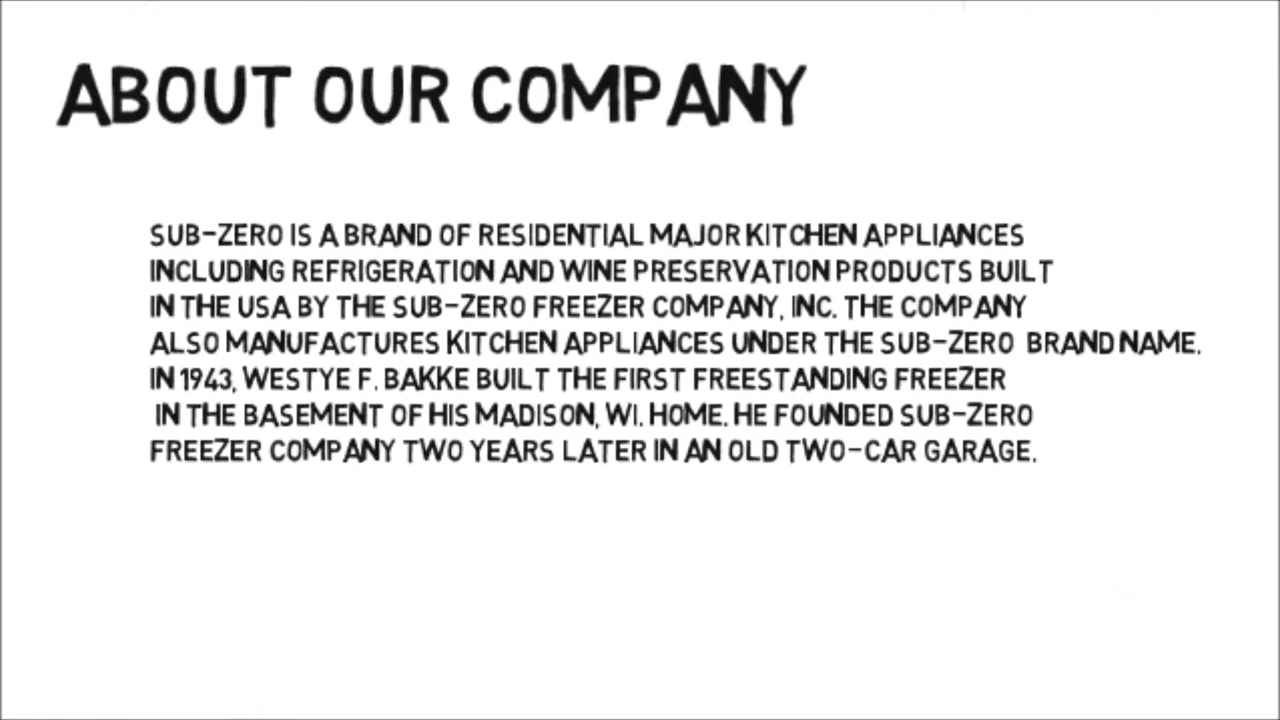 ABOUT OUR COMPANY
SUB-ZERO IS A BRAND OF RESIDENTIAL MAJOR KITCHEN APPLIANCES
INCLUDING REFRIGERATION AND WINE PRESERVATION PRODUCTS BUILT
IN THE USA BY THE SUB-ZERO FREEZER COMPANY, INC. THE COMPANY
ALSO MANUFACTURES KITCHEN APPLIANCES UNDER THE SUB-ZERO BRAND NAME.
IN 1943, WESTYE F. BAKKE BUILT THE FIRST FREESTANDING FREEZER
IN THE BASEMENT OF HIS MADISON, WI. HOME. HE FOUNDED SUB-ZERO
FREEZER COMPANY TWO YEARS LATER IN AN OLD TWO-CAR GARAGE.